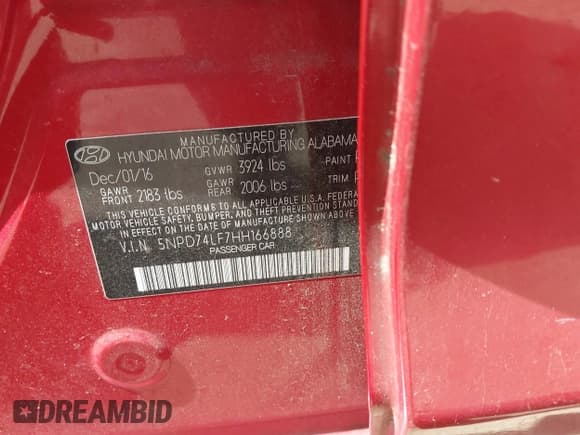 MANUFACTURED BY
HYUNDAI MOTOR MANUFACTURING ALABAMA
Dec/01/16 GVWR 3924 lbs PAINT
GAWR FRONT 2183 lbs GAWR REAR 2006 lbs TRIM
THIS VEHICLE CONFORMS TO ALL APPLICABLE U.S.A. FEDERA
MOTOR VEHICLE SAFETY, BUMPER, AND THEFT PREVENTION
IN EFFECT ON THE DATE OF MANUFACTURE SHOWN ABOVE.
V.I.N. 5NPD74LF7HH166888
PASSENGER CAR
DREAMBID